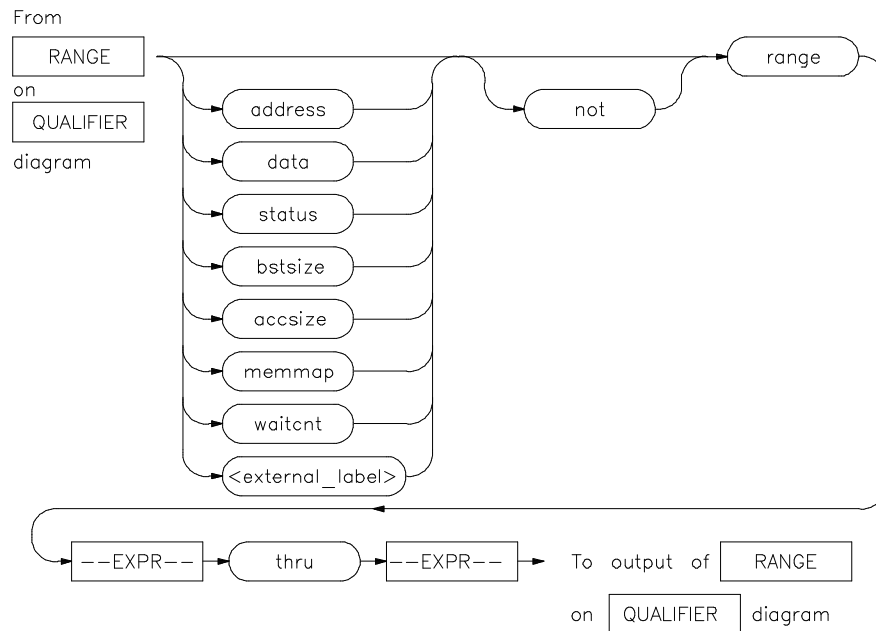 From
RANGE
range
on
address
not
QUALIFIER
data
diagram
status
bstsize
accsize
memmap
waitcnt
<external_label>
--EXPR-- thru --EXPR-- To output of RANGE
on QUALIFIER diagram